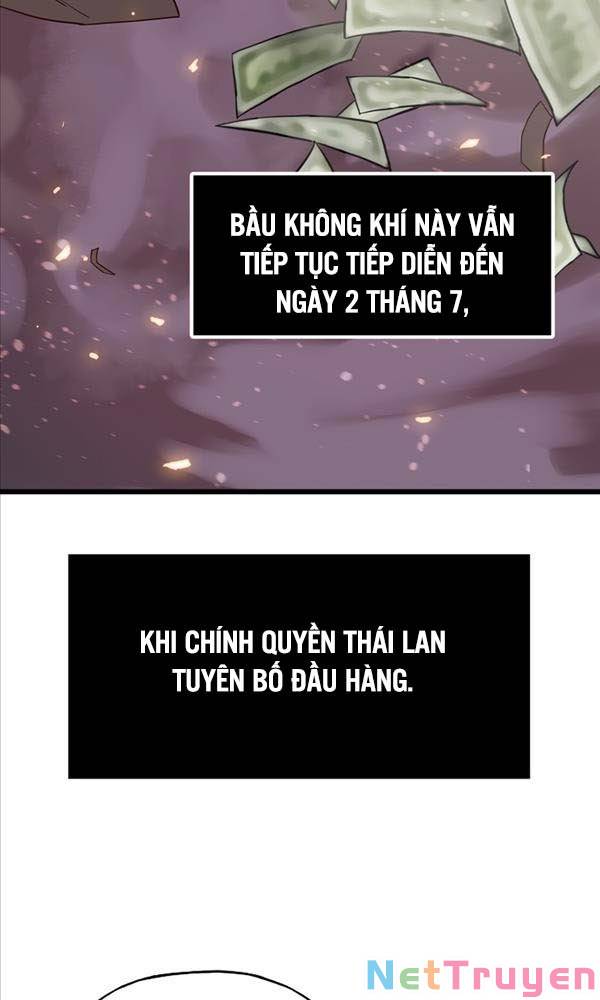 BẦU KHÔNG KHÍ NÀY VẪN
TIẾP TỤC TIẾP DIỄN ĐẾN
NGÀY 2 THÁNG 7,
KHI CHÍNH QUYỀN THÁI LAN
TUYÊN BỐ ĐẦU HÀNG.
NetTruyen